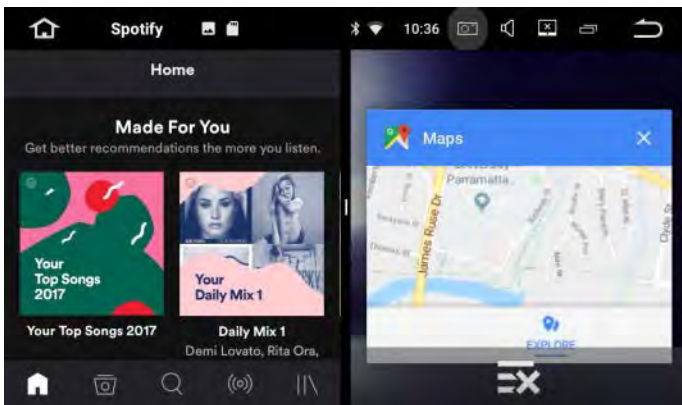 Spotify
10:36
Home
Made For You
Get better recommendations the more you listen.
Your
Top Songs
2017
Your
Daily Mix 1
Your Top Songs 2017
Daily Mix 1
Demi Lovato, Rita Ora,
Maps
Parramatta
James Ruse Dr
EXPLORE